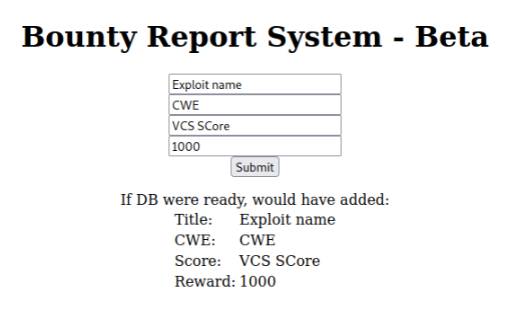 Bounty Report System - Beta
Exploit name
CWE
VCS SCore
1000
Submit
If DB were ready, would have added:
Title: Exploit name
CWE: CWE
Score: VCS SCore
Reward: 1000